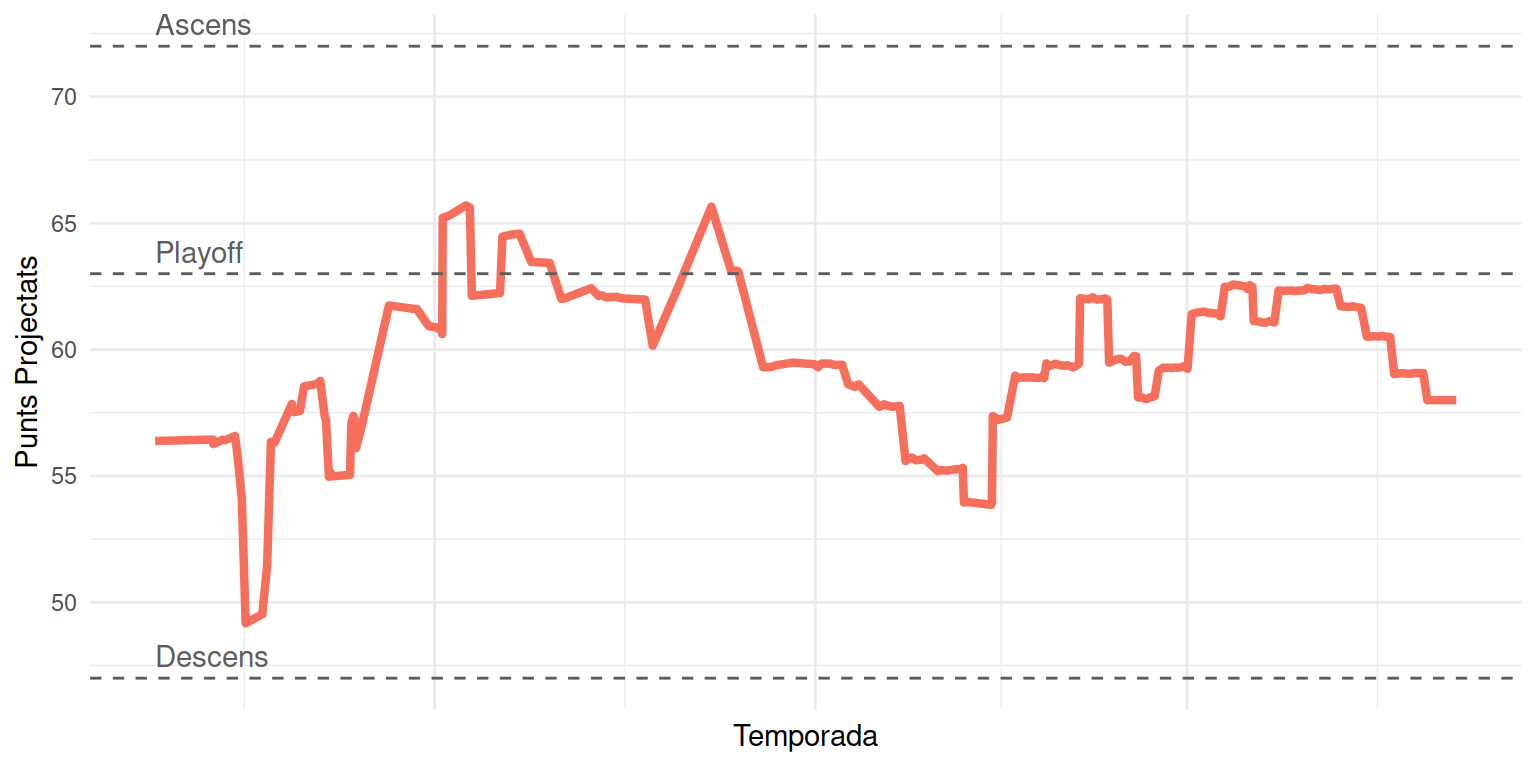 Ascens
70
65
Playoff
60
55
50
Descens
Punts Projectats
Temporada